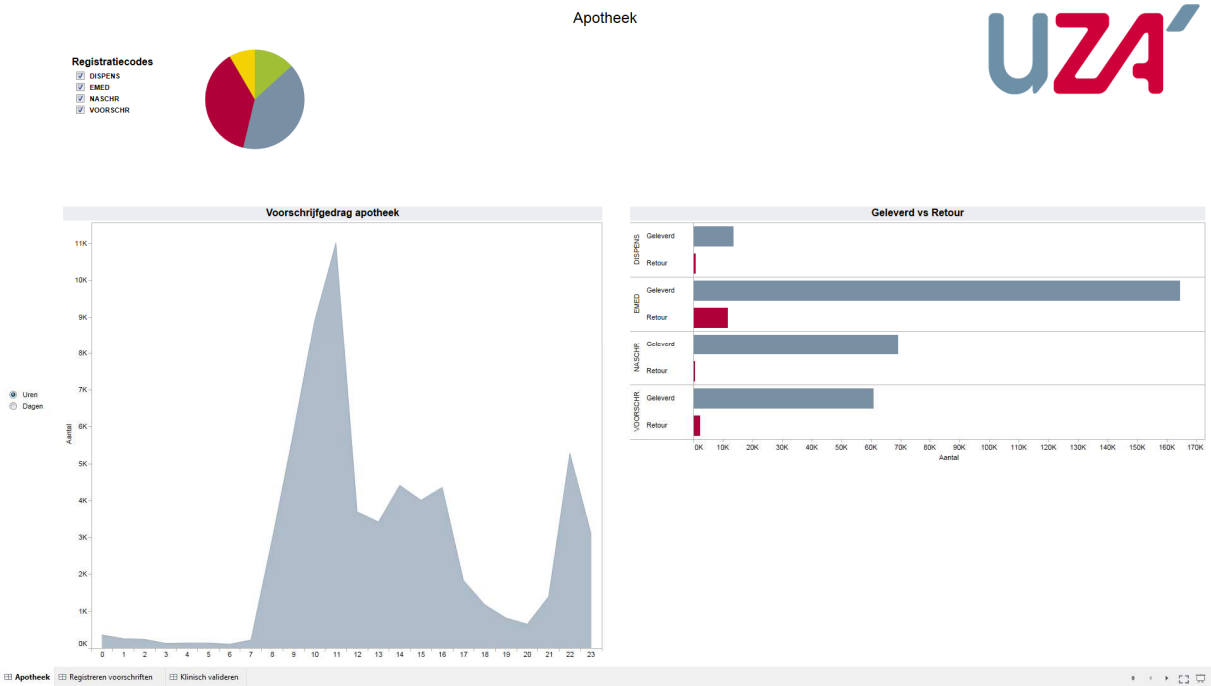 Apotheek
UZA
Registratiecodes
DISPENS
EMED
NASCHR
VOORSCHR
Voorschrijfgedrag apotheek
11K
10K
9K
8K
7K
6K
5K
4K
3K
2K
1K
0K
Aantal
0 1 2 3 4 5 6 7 8 9 10 11 12 13 14 15 16 17 18 19 20 21 22 23
Uren
Dagen
Geleverd vs Retour
DISPENS
Geleverd
Retour
EMED
Geleverd
Retour
NASCHR
Geleverd
Retour
VOORSCHR
Geleverd
Retour
0K 10K 20K 30K 40K 50K 60K 70K 80K 90K 100K 110K 120K 130K 140K 150K 160K 170K
Aantal
Apotheek Registreren voorschriften Klinisch valideren